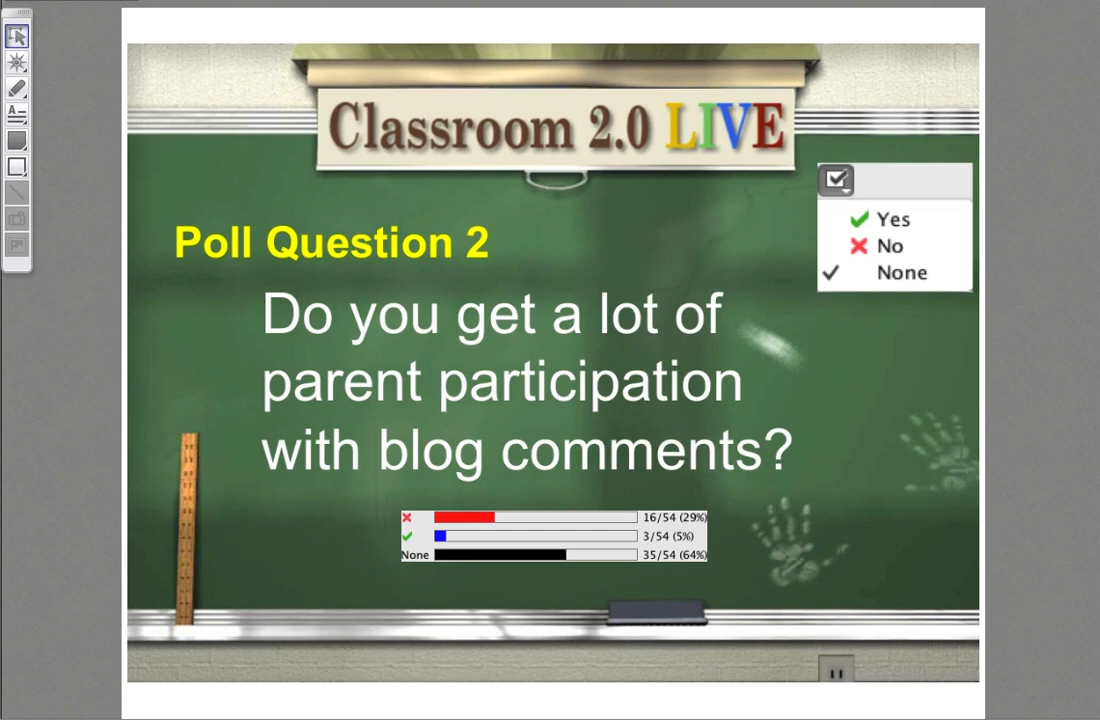 Classroom 2.0 LIVE
Yes
No
None
Poll Question 2
Do you get a lot of
parent participation
with blog comments?
16/54 (29%)
3/54 (5%)
None 35/54 (64%)